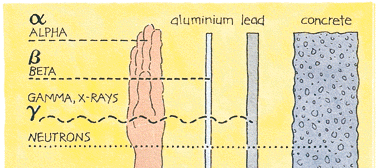 α aluminium lead concrete
ALPHA
β
BETA
GAMMA, X-RAYS
γ
NEUTRONS